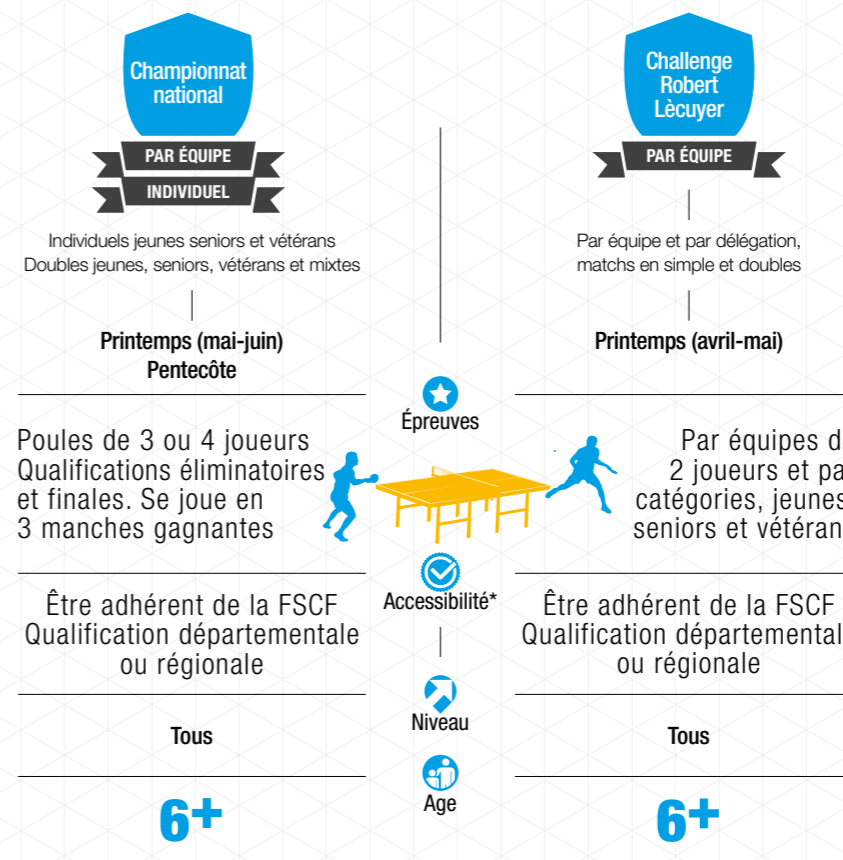 Championnat
national
PAR ÉQUIPE
INDIVIDUEL
Individuels jeunes seniors et vétérans
Doubles jeunes, seniors, vétérans et mixtes
Printemps (mai-juin)
Pentecôte
Challenge
Robert
Lècuyer
PAR ÉQUIPE
Par équipe et par délégation,
matchs en simple et doubles
Printemps (avril-mai)
Épreuves
Poules de 3 ou 4 joueurs
Qualifications éliminatoires
et finales. Se joue en
3 manches gagnantes
Par équipes d
2 joueurs et pa
catégories, jeunes
seniors et vétéran
Accessibilité*
Être adhérent de la FSCF
Qualification départementale
ou régionale
Être adhérent de la FSCF
Qualification départemental
ou régionale
Niveau
Tous
Tous
Age
6+
6+